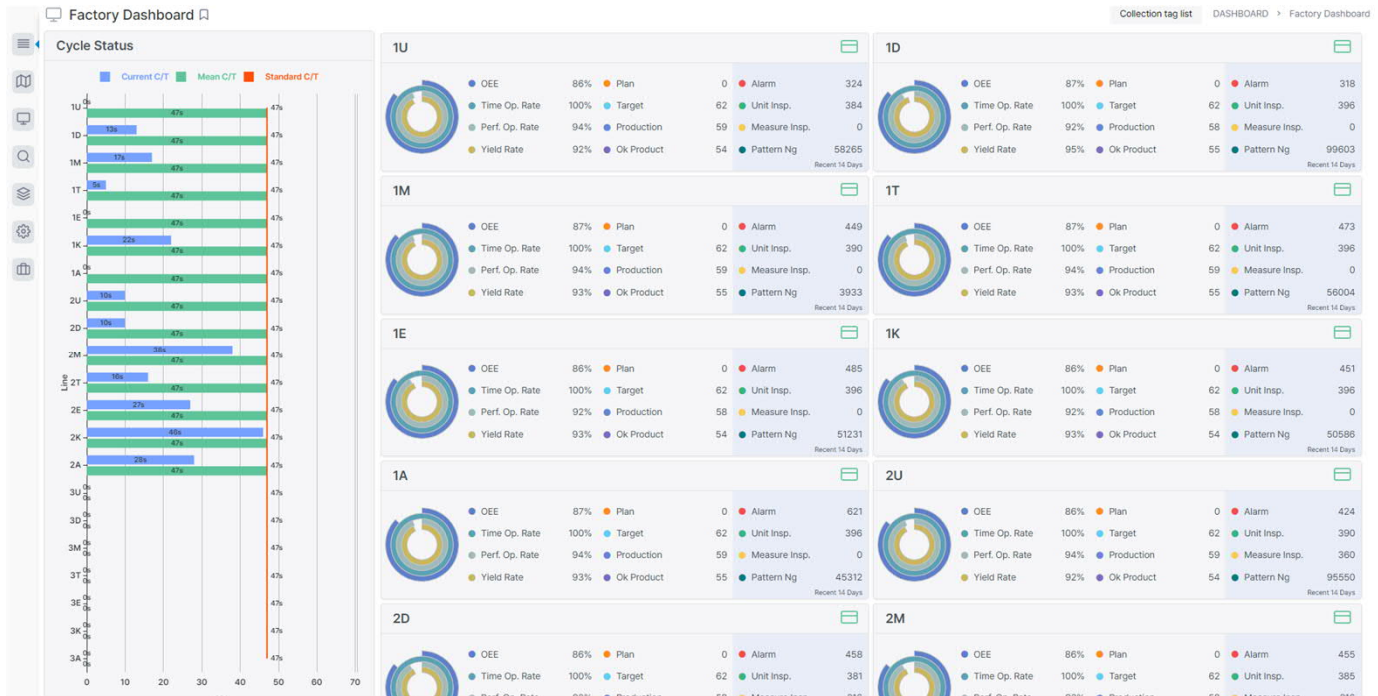 Factory Dashboard
Collection tag list DASHBOARD > Factory Dashboard
Cycle Status
Current C/T Mean C/T Standard C/T
Line
1U 0s 47s 47s
1D 13s 47s 47s
1M 17s 47s 47s
1T 5s 47s 47s
1E 0s 47s 47s
1K 22s 47s 47s
1A 0s 47s 47s
2U 10s 47s 47s
2D 10s 47s 47s
2M 38s 47s 47s
2T 16s 47s 47s
2E 27s 47s 47s
2K 46s 47s 47s
2A 28s 47s 47s
3U 0s 0s 47s
3D 0s 0s 47s
3M 0s 0s 47s
3T 0s 0s 47s
3E 0s 0s 47s
3K 0s 0s 47s
3A 0s 0s 47s
0 10 20 30 40 50 60 70
1U
OEE 86% Plan 0 Alarm 324
Time Op. Rate 100% Target 62 Unit Insp. 384
Perf. Op. Rate 94% Production 59 Measure Insp. 0
Yield Rate 92% Ok Product 54 Pattern Ng 58265
Recent 14 Days
1D
OEE 87% Plan 0 Alarm 318
Time Op. Rate 100% Target 62 Unit Insp. 396
Perf. Op. Rate 92% Production 58 Measure Insp. 0
Yield Rate 95% Ok Product 55 Pattern Ng 99603
Recent 14 Days
1M
OEE 87% Plan 0 Alarm 449
Time Op. Rate 100% Target 62 Unit Insp. 390
Perf. Op. Rate 94% Production 59 Measure Insp. 0
Yield Rate 93% Ok Product 55 Pattern Ng 3933
Recent 14 Days
1T
OEE 87% Plan 0 Alarm 473
Time Op. Rate 100% Target 62 Unit Insp. 396
Perf. Op. Rate 94% Production 59 Measure Insp. 0
Yield Rate 93% Ok Product 55 Pattern Ng 56004
Recent 14 Days
1E
OEE 86% Plan 0 Alarm 485
Time Op. Rate 100% Target 62 Unit Insp. 396
Perf. Op. Rate 92% Production 58 Measure Insp. 0
Yield Rate 93% Ok Product 54 Pattern Ng 51231
Recent 14 Days
1K
OEE 86% Plan 0 Alarm 451
Time Op. Rate 100% Target 62 Unit Insp. 396
Perf. Op. Rate 92% Production 58 Measure Insp. 0
Yield Rate 93% Ok Product 54 Pattern Ng 50586
Recent 14 Days
1A
OEE 87% Plan 0 Alarm 621
Time Op. Rate 100% Target 62 Unit Insp. 396
Perf. Op. Rate 94% Production 59 Measure Insp. 0
Yield Rate 93% Ok Product 55 Pattern Ng 45312
Recent 14 Days
2U
OEE 86% Plan 0 Alarm 424
Time Op. Rate 100% Target 62 Unit Insp. 390
Perf. Op. Rate 94% Production 59 Measure Insp. 360
Yield Rate 92% Ok Product 54 Pattern Ng 95550
Recent 14 Days
2D
OEE 86% Plan 0 Alarm 458
Time Op. Rate 100% Target 62 Unit Insp. 381
2M
OEE 86% Plan 0 Alarm 455
Time Op. Rate 100% Target 62 Unit Insp. 385